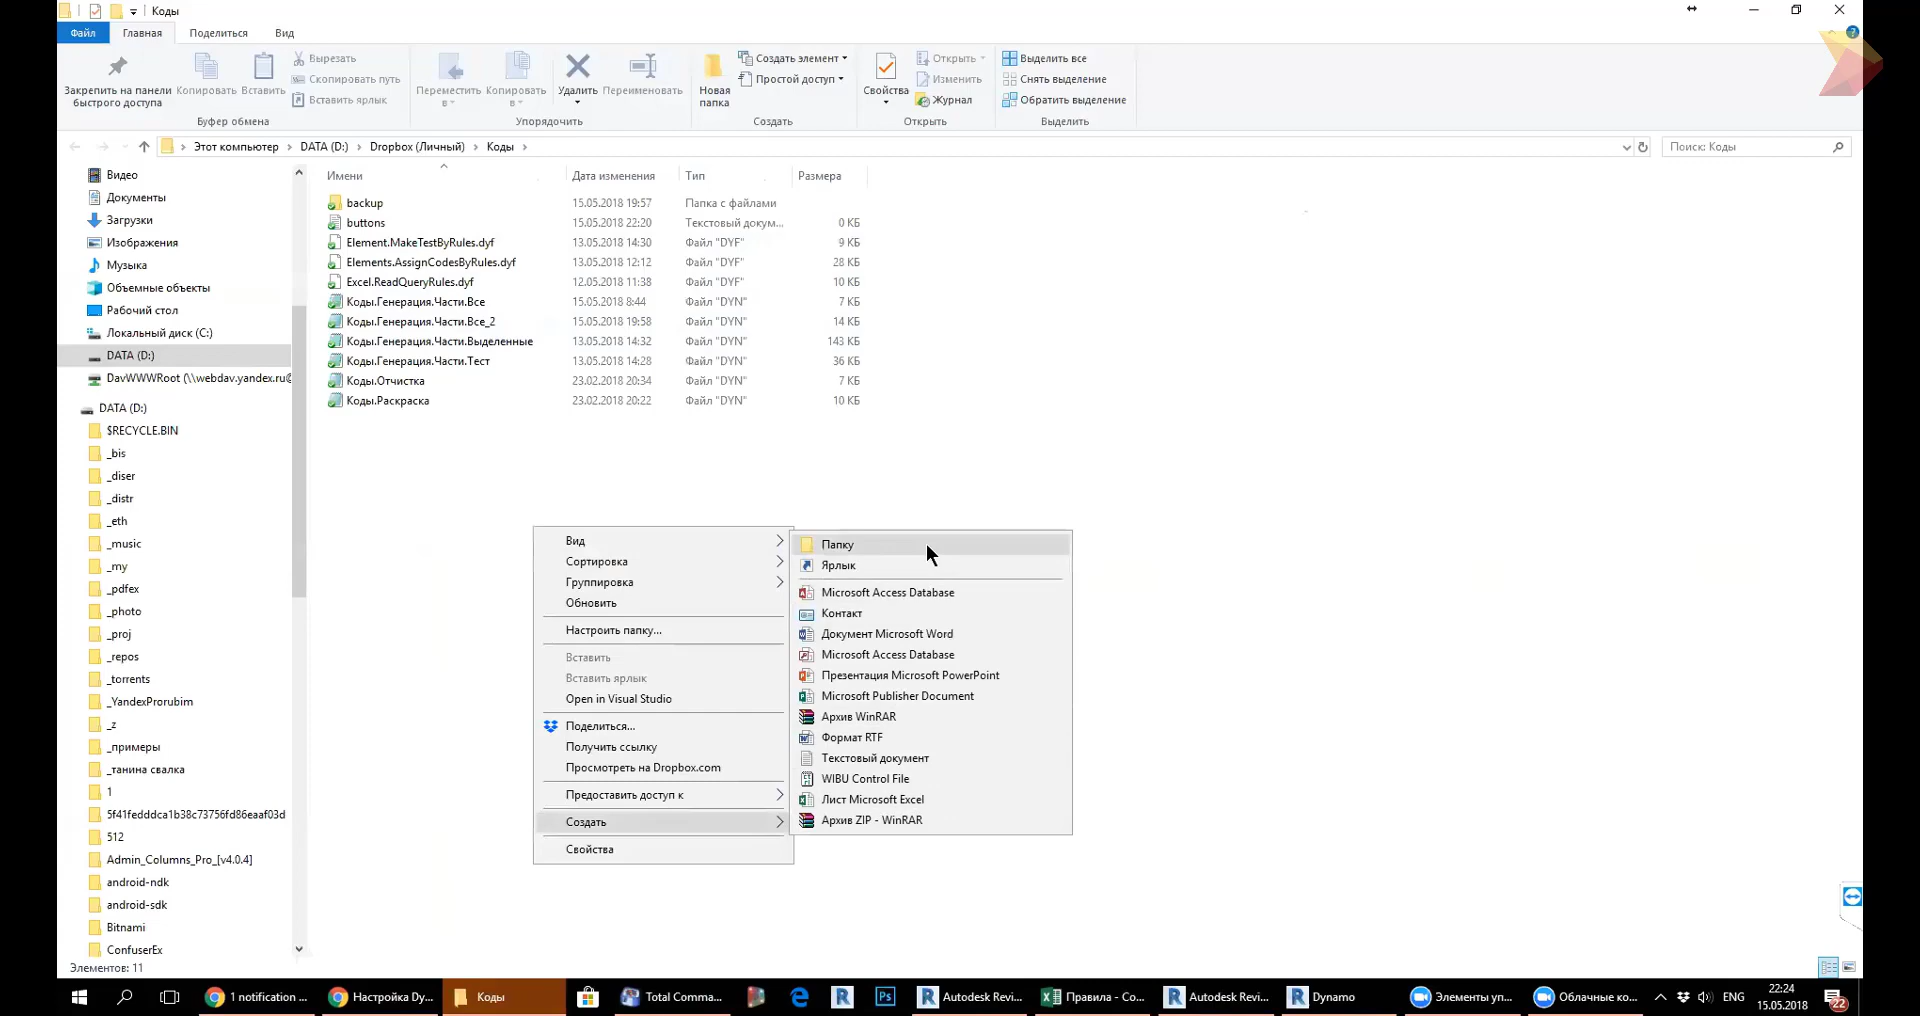 Коды
Файл Главная Поделиться Вид
Закрепить на панели быстрого доступа
Копировать
Вставить
Вырезать
Скопировать путь
Вставить ярлык
Буфер обмена
Переместить в
Копировать в
Удалить
Переименовать
Упорядочить
Новая папка
Создать элемент
Простой доступ
Создать
Свойства
Открыть
Изменить
Журнал
Открыть
Выделить все
Снять выделение
Обратить выделение
Выделить
Этот компьютер DATA (D:) Dropbox (Личный) Коды
Поиск: Коды
Видео
Документы
Загрузки
Изображения
Музыка
Объемные объекты
Рабочий стол
Локальный диск (C:)
DATA (D:)
DavWWWRoot (\\webdav.yandex.ru@
DATA (D:)
$RECYCLE.BIN
_bis
_diser
_distr
_eth
_music
_my
_pdfex
_photo
_proj
_repos
_torrents
_YandexProrubim
_z
_примеры
_танина свалка
1
5f41fedddca1b38c73756fd86eaaf03d
512
Admin_Columns_Pro_[v4.0.4]
android-ndk
android-sdk
Bitnami
ConfuserEx
Имени Дата изменения Тип Размера
backup 15.05.2018 19:57 Папка с файлами
buttons 15.05.2018 22:20 Текстовый докум... 0 КБ
Element.MakeTestByRules.dyf 13.05.2018 14:30 Файл "DYF" 9 КБ
Elements.AssignCodesByRules.dyf 13.05.2018 12:12 Файл "DYF" 28 КБ
Excel.ReadQueryRules.dyf 12.05.2018 11:38 Файл "DYF" 10 КБ
Коды.Генерация.Части.Все 15.05.2018 8:44 Файл "DYN" 7 КБ
Коды.Генерация.Части.Все_2 15.05.2018 19:58 Файл "DYN" 14 КБ
Коды.Генерация.Части.Выделенные 13.05.2018 14:32 Файл "DYN" 143 КБ
Коды.Генерация.Части.Тест 13.05.2018 14:28 Файл "DYN" 36 КБ
Коды.Отчистка 23.02.2018 20:34 Файл "DYN" 7 КБ
Коды.Раскраска 23.02.2018 20:22 Файл "DYN" 10 КБ
Вид
Сортировка
Группировка
Обновить
Настроить папку...
Вставить
Вставить ярлык
Open in Visual Studio
Поделиться...
Получить ссылку
Просмотреть на Dropbox.com
Предоставить доступ к
Создать
Свойства
Папку
Ярлык
Microsoft Access Database
Контакт
Документ Microsoft Word
Microsoft Access Database
Презентация Microsoft PowerPoint
Microsoft Publisher Document
Архив WinRAR
Формат RTF
Текстовый документ
WIBU Control File
Лист Microsoft Excel
Архив ZIP - WinRAR
Элементов: 11
1 notification ... Настройка Dy... Коды Total Comma... Ps Autodesk Revi... Правила - Co... Autodesk Revi... Dynamo Элементы уп... Облачные ко... ENG
22:24
15.05.2018
22